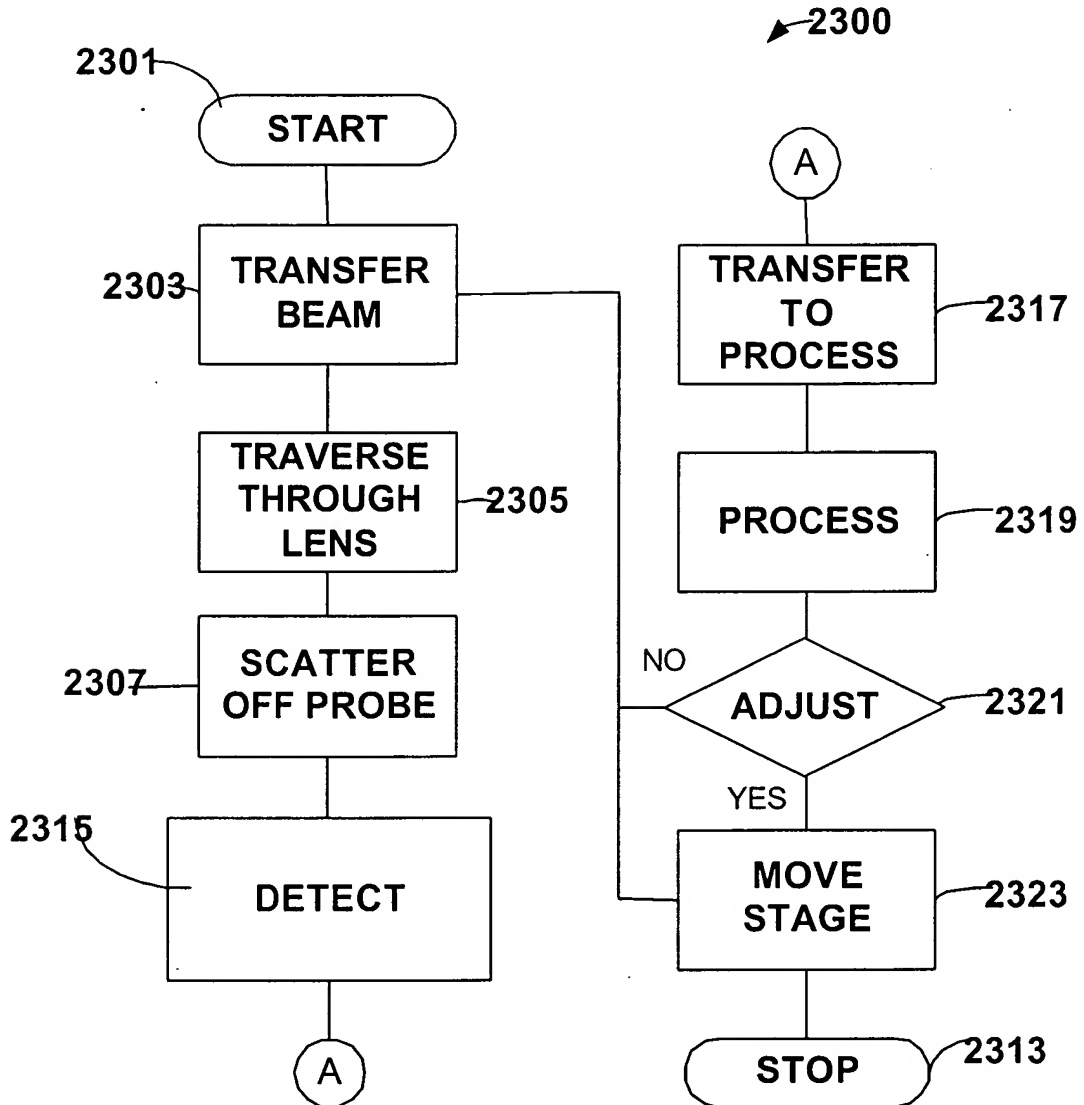 2300
2301
START
2303
TRANSFER
BEAM
TRAVERSE
THROUGH
LENS
2305
2307
SCATTER
OFF PROBE
2315
DETECT
A
A
TRANSFER
TO
PROCESS
2317
PROCESS
2319
NO
ADJUST
2321
YES
MOVE
STAGE
2323
STOP
2313